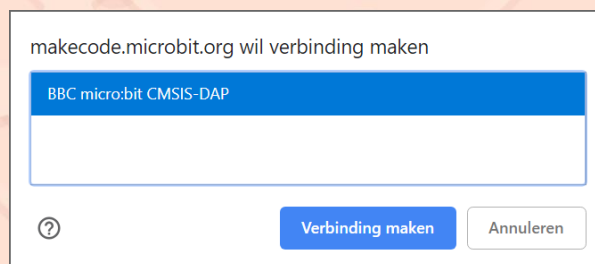 makecode.microbit.org wil verbinding maken
BBC micro:bit CMSIS-DAP
Verbinding maken
Annuleren